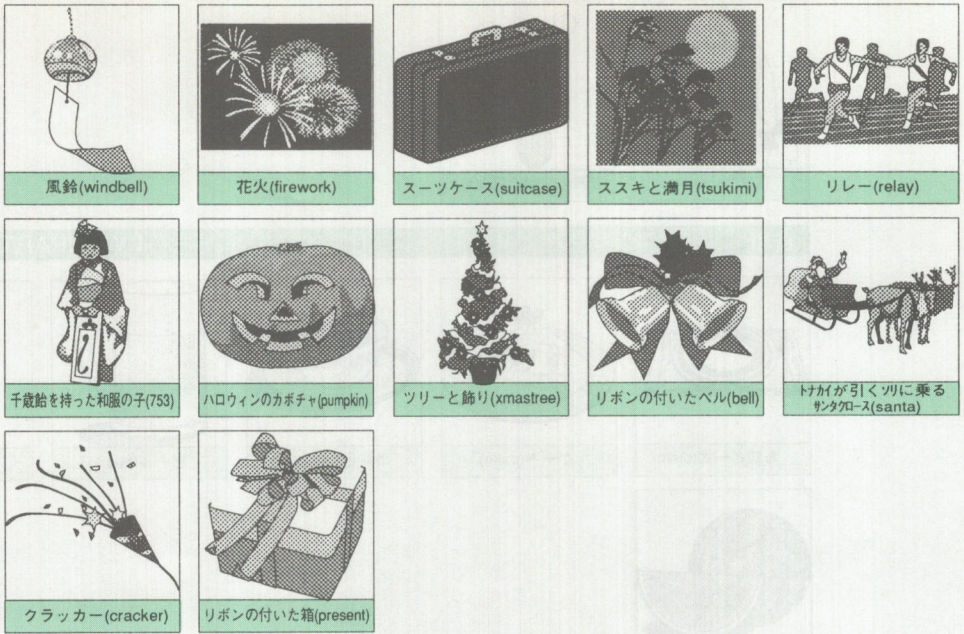 風鈴(windbell)
花火(firework)
スーツケース(suitcase)
ススキと満月(tsukimi)
リレー(relay)
千歳飴を持った和服の子(753)
ハロウィンのカボチャ(pumpkin)
ツリーと飾り(xmastree)
リボンの付いたベル(bell)
トナカイが引くソリに乗る
サンタクロース(santa)
クラッカー(cracker)
リボンの付いた箱(present)